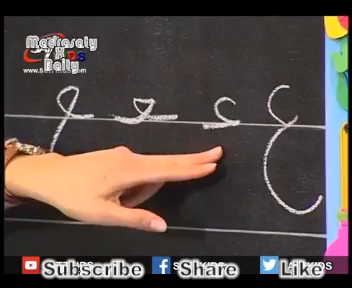 Madrasaty
Kids
Daily
ع عـ ـعـ ـع
Subscribe Share Like